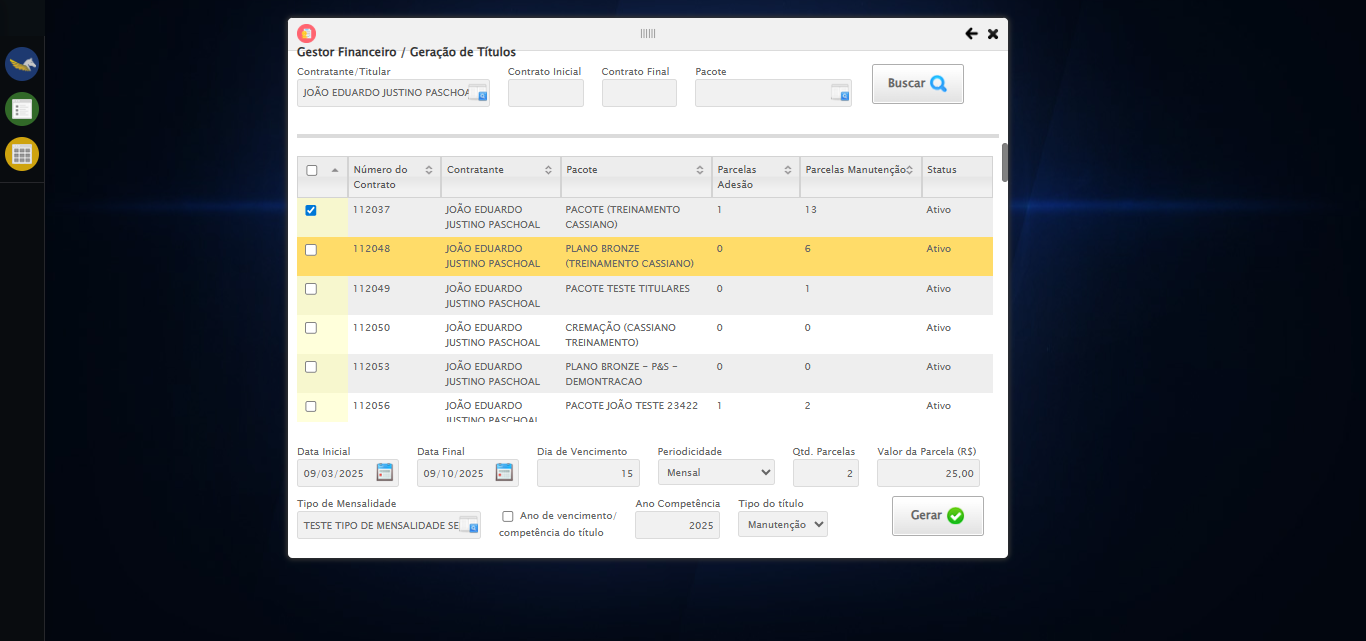 Gestor Financeiro / Geração de Títulos
Contratante/Titular
Contrato Inicial
Contrato Final
Pacote
JOÃO EDUARDO JUSTINO PASCHOA
Buscar
Número do
Contrato
Contratante
Pacote
Parcelas
Adesão
Parcelas Manutenção
Status
112037
JOÃO EDUARDO
JUSTINO PASCHOAL
PACOTE (TREINAMENTO
CASSIANO)
1
13
Ativo
112048
JOÃO EDUARDO
JUSTINO PASCHOAL
PLANO BRONZE
(TREINAMENTO CASSIANO)
0
6
Ativo
112049
JOÃO EDUARDO
JUSTINO PASCHOAL
PACOTE TESTE TITULARES
0
1
Ativo
112050
JOÃO EDUARDO
JUSTINO PASCHOAL
CREMAÇÃO (CASSIANO
TREINAMENTO)
0
0
Ativo
112053
JOÃO EDUARDO
JUSTINO PASCHOAL
PLANO BRONZE - P&S -
DEMONTRACAO
0
0
Ativo
112056
JOÃO EDUARDO
JUSTINO PASCHOAL
PACOTE JOÃO TESTE 23422
1
2
Ativo
Data Inicial
Data Final
Dia de Vencimento
Periodicidade
Qtd. Parcelas
Valor da Parcela (R$)
09/03/2025
09/10/2025
15
Mensal
2
25,00
Tipo de Mensalidade
TESTE TIPO DE MENSALIDADE SE
Ano de vencimento/
competência do título
Ano Competência
2025
Tipo do título
Manutenção
Gerar